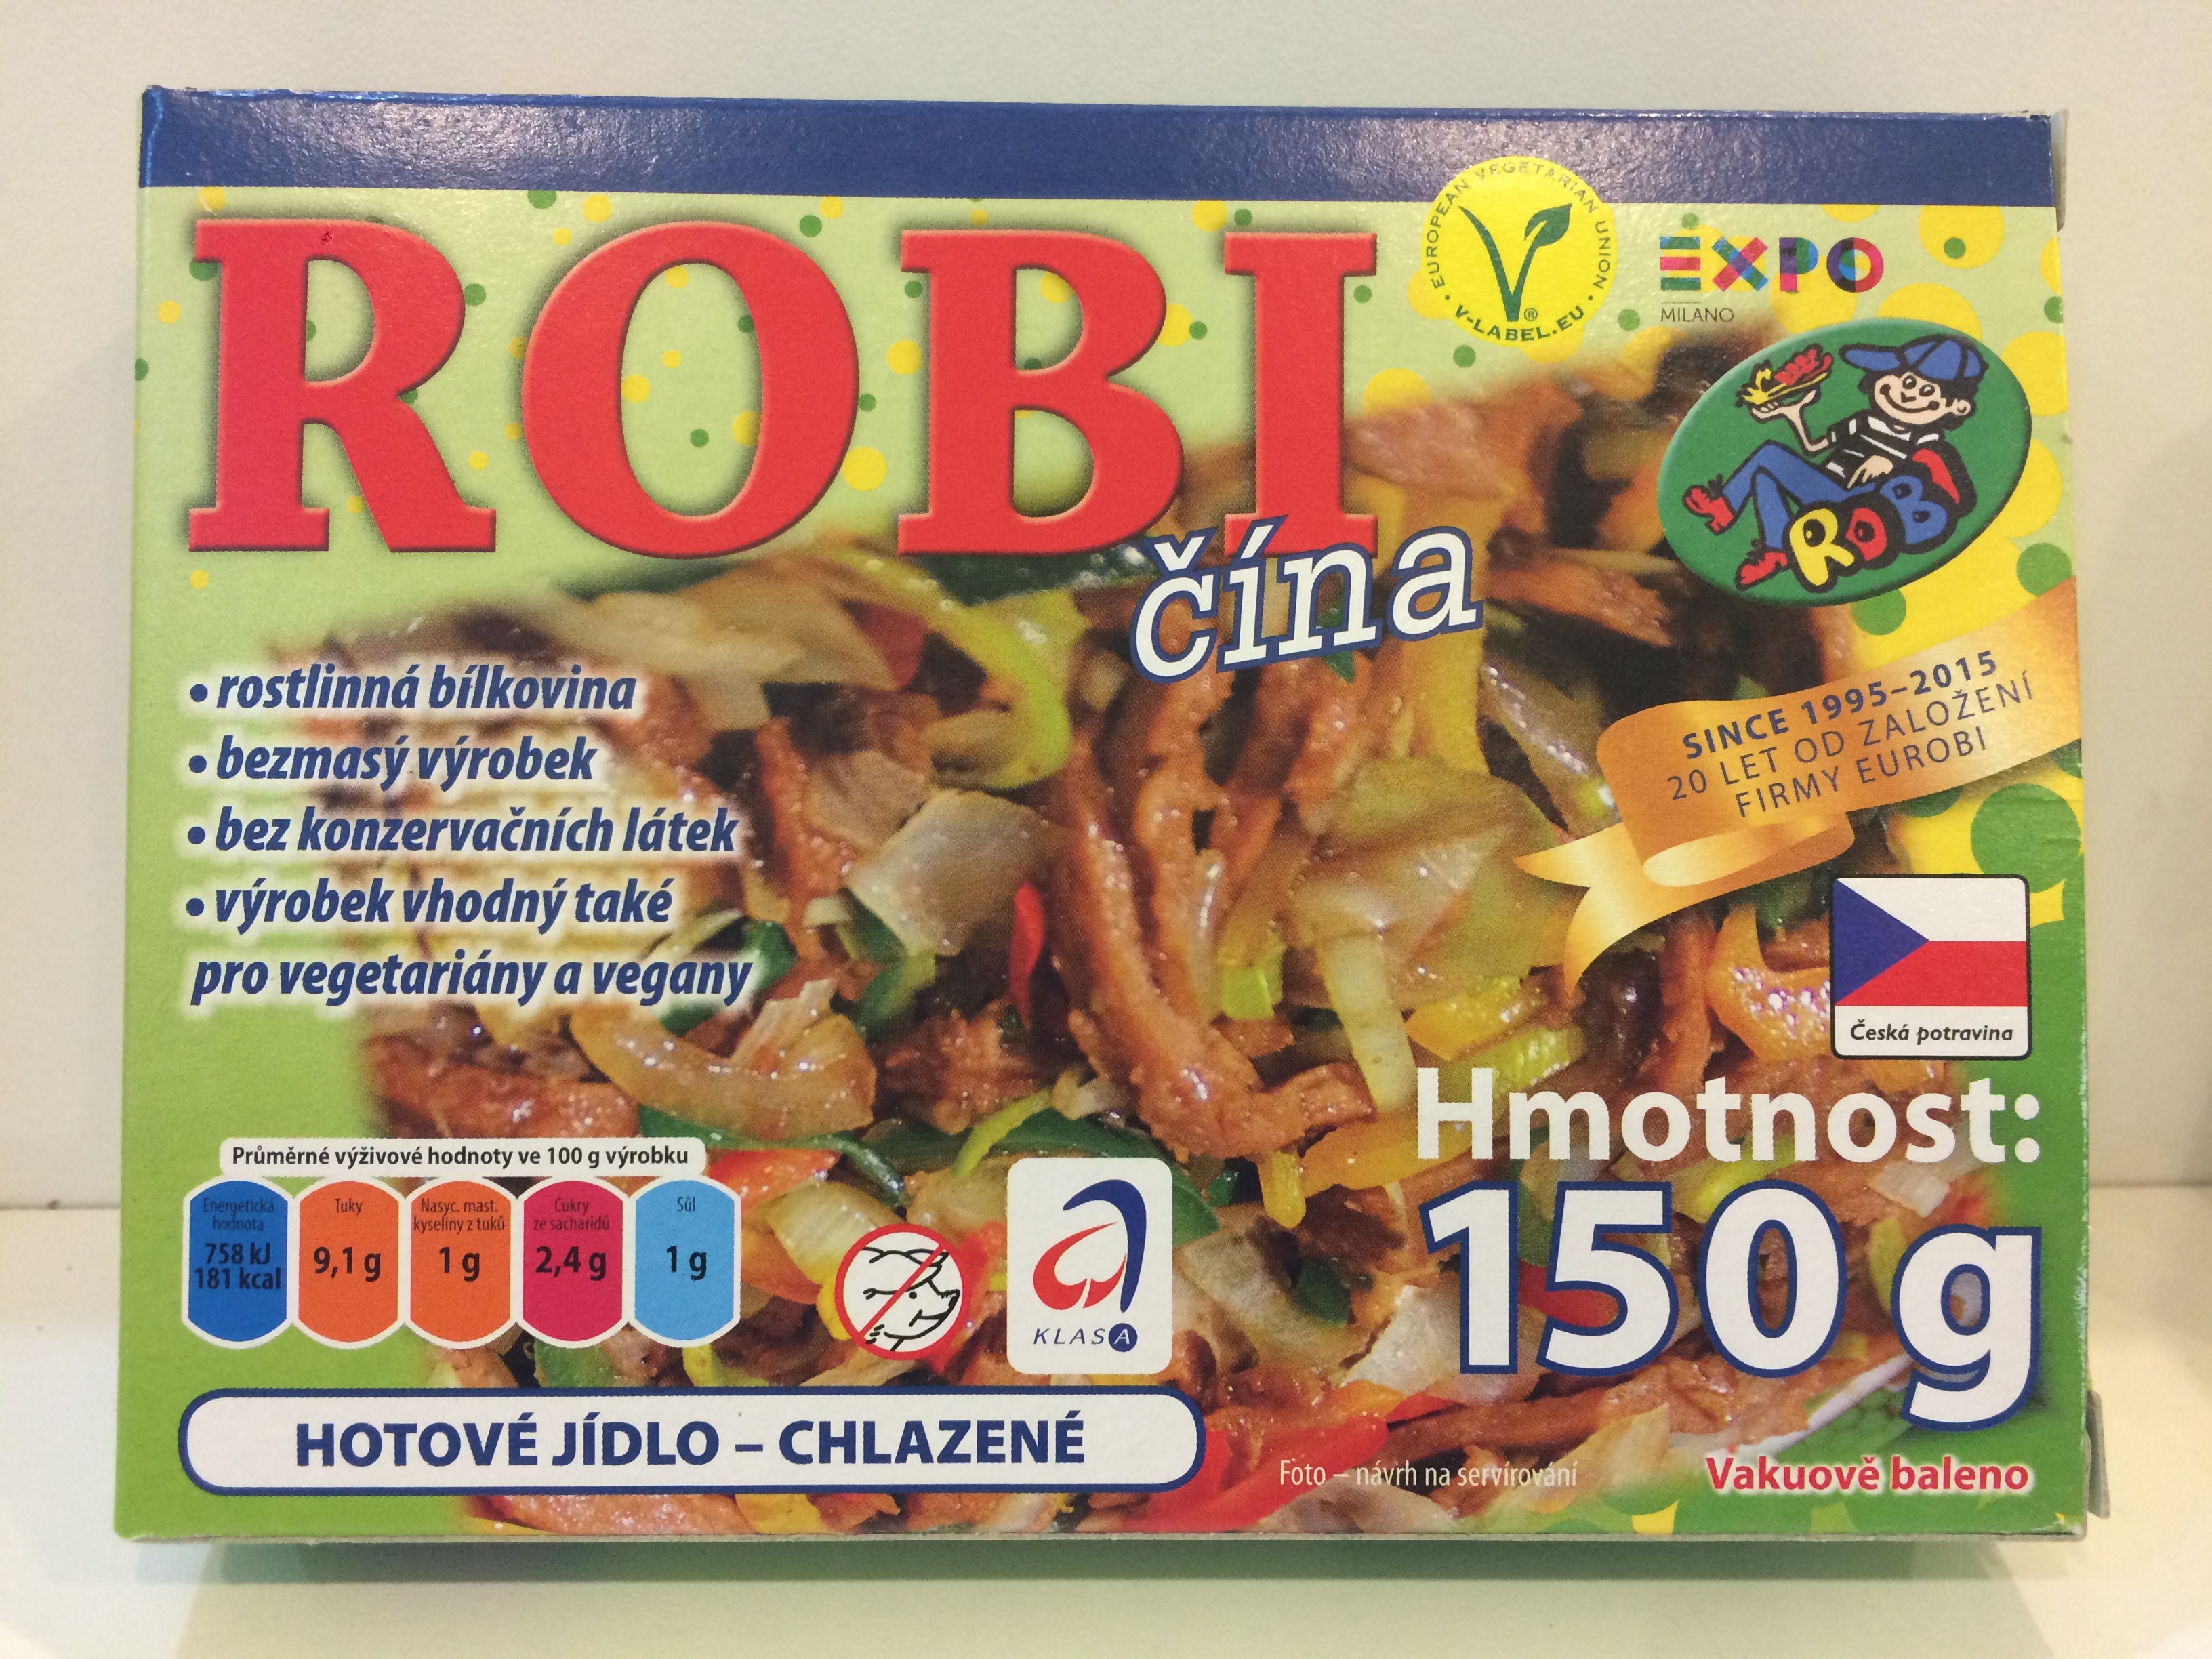 ROBI
čína
EUROPEAN VEGETARIAN UNION
V-LABEL.EU
®
EXPO
MILANO
ROBI
SINCE 1995–2015
20 LET OD ZALOŽENÍ
FIRMY EUROBI
• rostlinná bílkovina
• bezmasý výrobek
• bez konzervačních látek
• výrobek vhodný také
pro vegetariány a vegany
Česká potravina
Hmotnost:
150 g
Průměrné výživové hodnoty ve 100 g výrobku
Energetická
hodnota
758 kJ
181 kcal
Tuky
9,1 g
Nasyc. mast.
kyseliny z tuků
1 g
Cukry
ze sacharidů
2,4 g
Sůl
1 g
KLASA
HOTOVÉ JÍDLO – CHLAZENÉ
Foto – návrh na servírování
Vakuově baleno